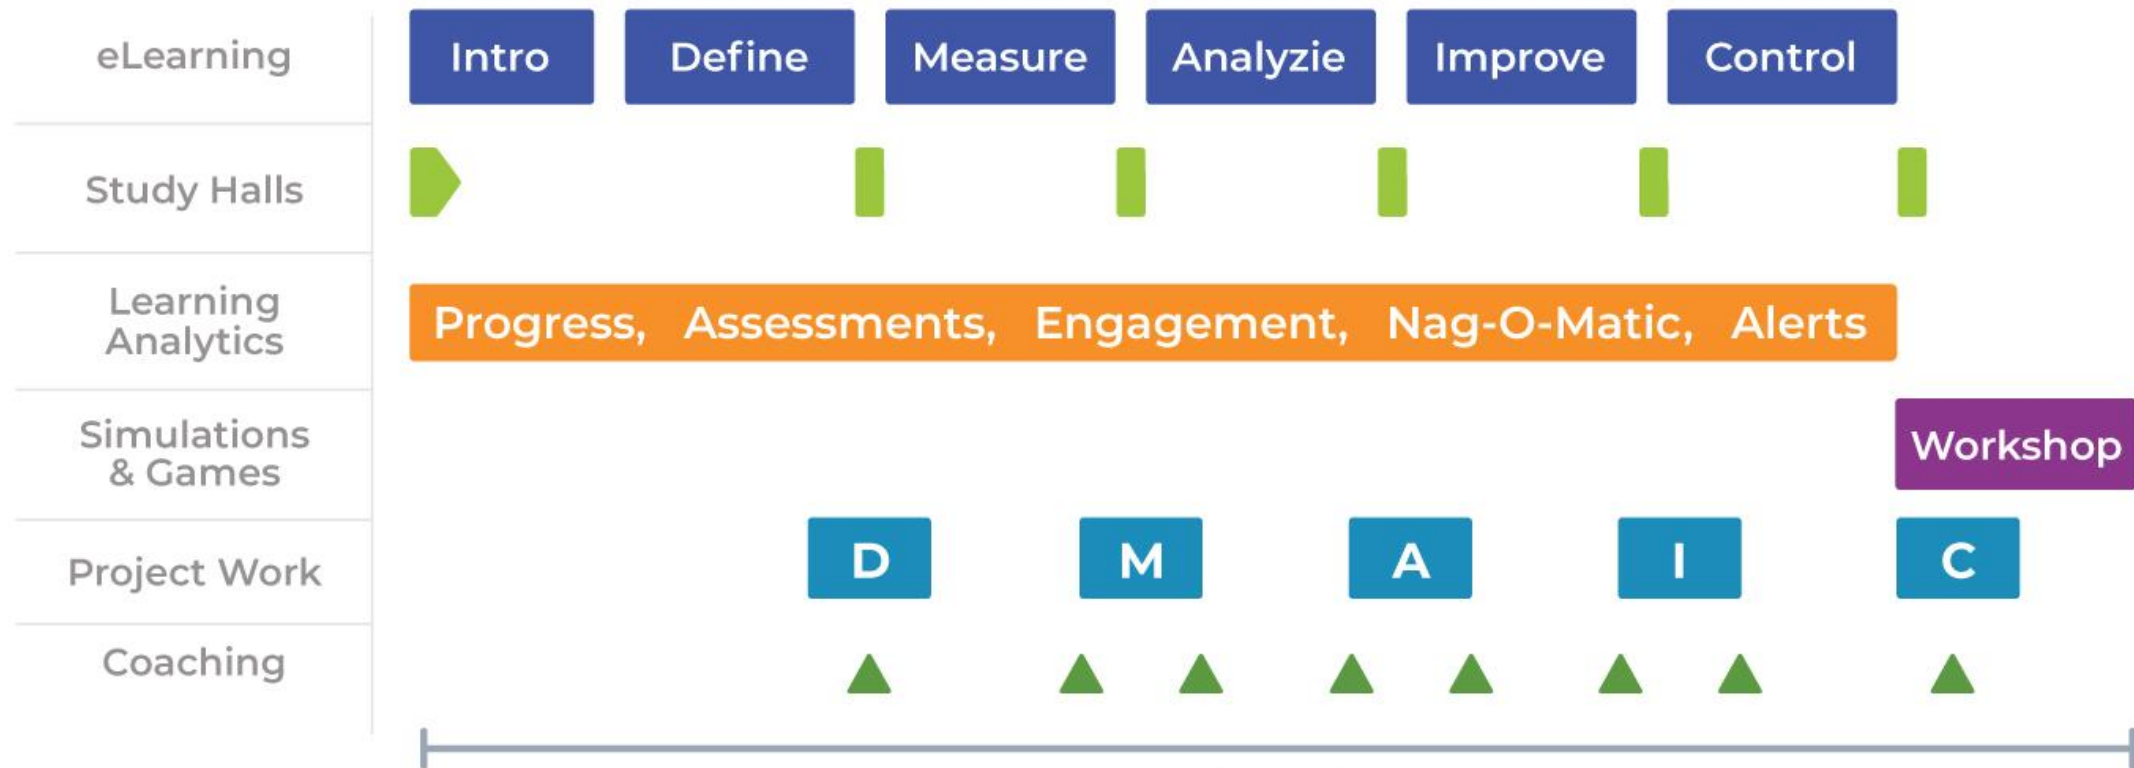 eLearning
Intro Define Measure Analyzie Improve Control
Study Halls
Learning
Analytics
Progress, Assessments, Engagement, Nag-O-Matic, Alerts
Simulations
& Games
Workshop
Project Work
D M A I C
Coaching